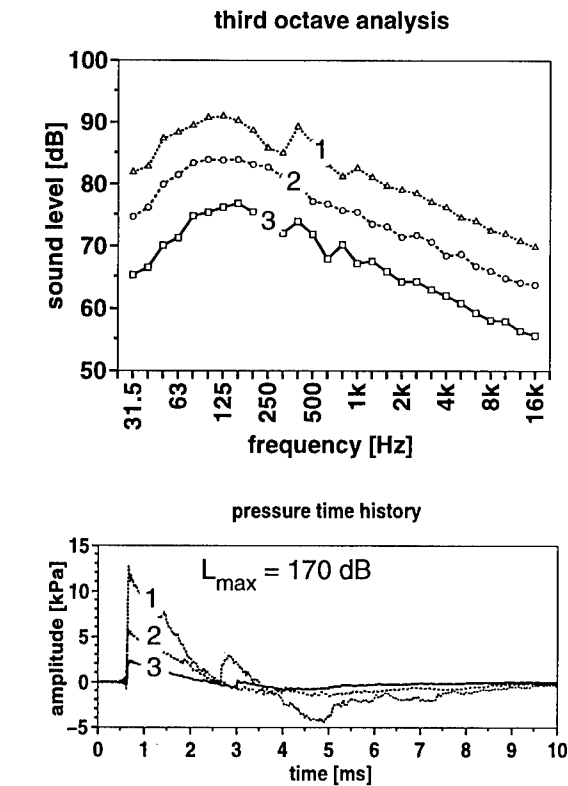 third octave analysis
100
90
80
70
60
50
sound level [dB]
1
2
3
31.5 63 125 250 500 1k 2k 4k 8k 16k
frequency [Hz]
pressure time history
15
10
5
0
−5
amplitude [kPa]
Lmax = 170 dB
1
2
3
0 1 2 3 4 5 6 7 8 9 10
time [ms]